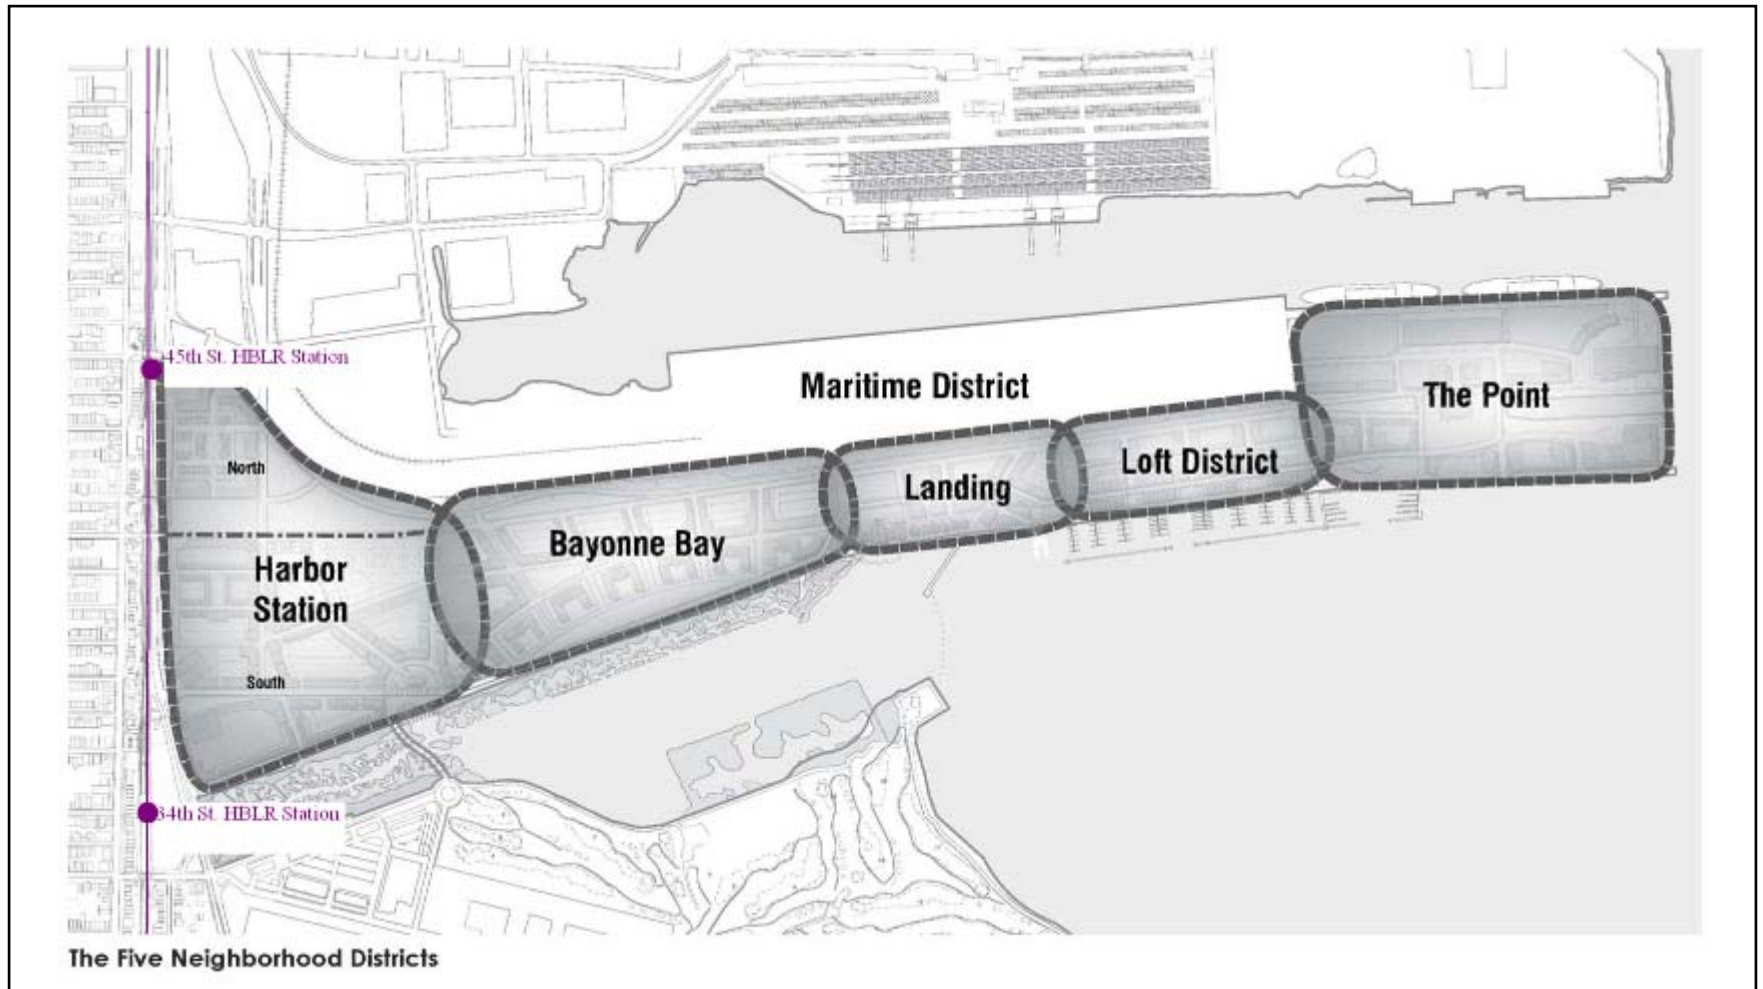 45th St. HBLR Station
Maritime District
The Point
North
Loft District
Landing
Bayonne Bay
Harbor
Station
South
34th St. HBLR Station
The Five Neighborhood Districts